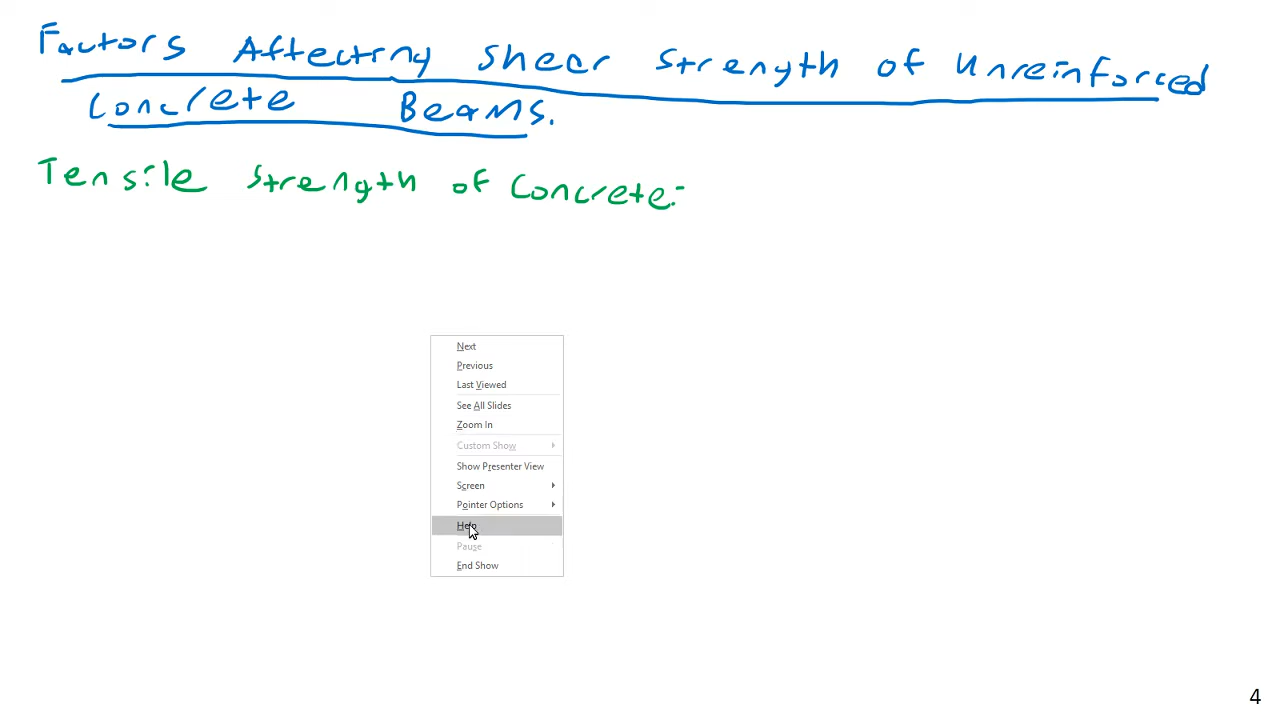 Factors Affecting Shear Strength of Unreinforced
Concrete Beams.
Tensile Strength of Concrete:
Next
Previous
Last Viewed
See All Slides
Zoom In
Custom Show
Show Presenter View
Screen
Pointer Options
Help
Pause
End Show
4